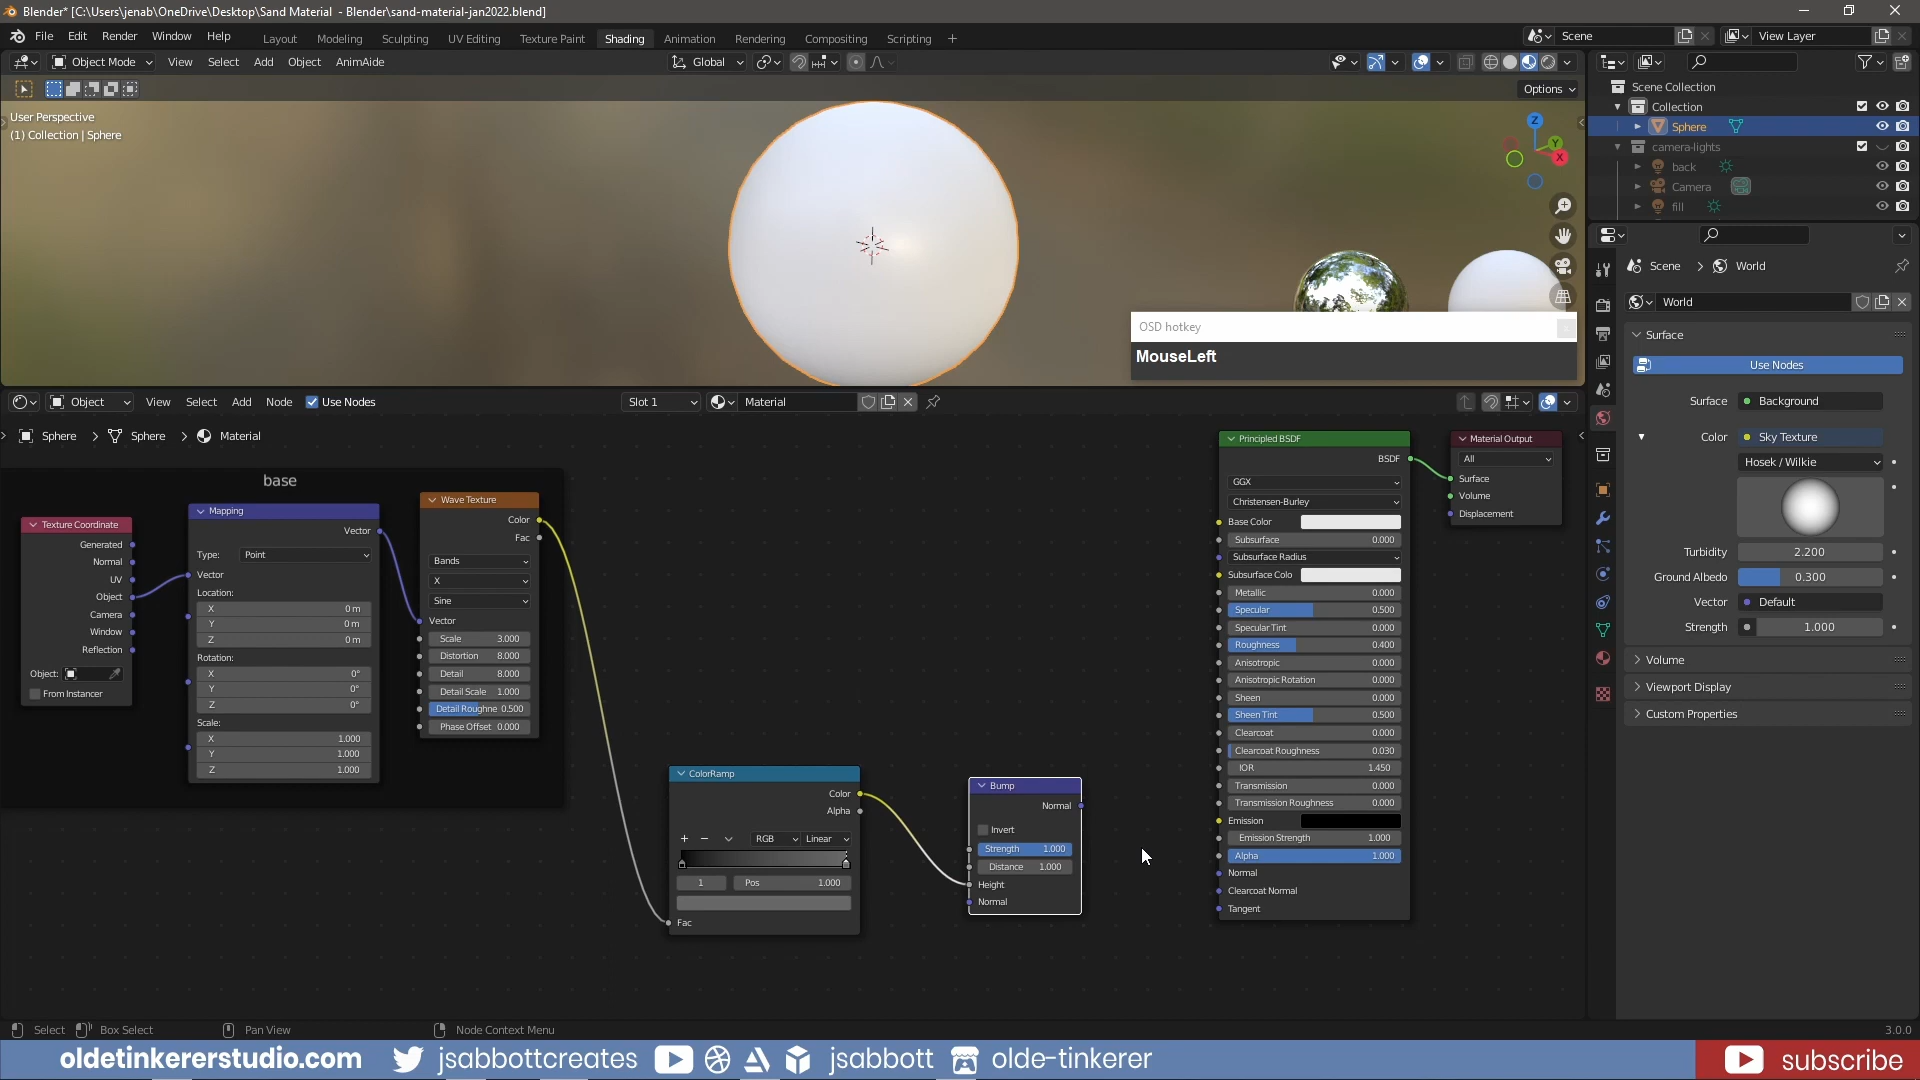 Blender* [C:\Users\jenab\OneDrive\Desktop\Sand Material - Blender\sand-material-jan2022.blend]
File Edit Render Window Help Layout Modeling Sculpting UV Editing Texture Paint Shading Animation Rendering Compositing Scripting + Scene View Layer
Object Mode View Select Add Object AnimAide Global
Options
User Perspective
(1) Collection | Sphere
Z
Y
X
OSD hotkey
MouseLeft
Scene Collection
Collection
Sphere
camera-lights
back
Camera
fill
Object View Select Add Node Use Nodes Slot 1 Material
Sphere > Sphere > Material
base
Texture Coordinate
Generated
Normal
UV
Object
Camera
Window
Reflection
Object:
From Instancer
Mapping
Vector
Type: Point
Vector
Location:
X 0 m
Y 0 m
Z 0 m
Rotation:
X 0°
Y 0°
Z 0°
Scale:
X 1.000
Y 1.000
Z 1.000
Wave Texture
Color
Fac
Bands
X
Sine
Vector
Scale 3.000
Distortion 8.000
Detail 8.000
Detail Scale 1.000
Detail Roughne 0.500
Phase Offset 0.000
ColorRamp
Color
Alpha
+ − RGB Linear
1 Pos 1.000
Fac
Bump
Normal
Invert
Strength 1.000
Distance 1.000
Height
Normal
Principled BSDF
BSDF
GGX
Christensen-Burley
Base Color
Subsurface 0.000
Subsurface Radius
Subsurface Colo
Metallic 0.000
Specular 0.500
Specular Tint 0.000
Roughness 0.400
Anisotropic 0.000
Anisotropic Rotation 0.000
Sheen 0.000
Sheen Tint 0.500
Clearcoat 0.000
Clearcoat Roughness 0.030
IOR 1.450
Transmission 0.000
Transmission Roughness 0.000
Emission
Emission Strength 1.000
Alpha 1.000
Normal
Clearcoat Normal
Tangent
Material Output
All
Surface
Volume
Displacement
Scene > World
World
Surface
Use Nodes
Surface Background
Color Sky Texture
Hosek / Wilkie
Turbidity 2.200
Ground Albedo 0.300
Vector Default
Strength 1.000
Volume
Viewport Display
Custom Properties
Select Box Select Pan View Node Context Menu 3.0.0
oldetinkererstudio.com jsabbottcreates jsabbott olde-tinkerer subscribe